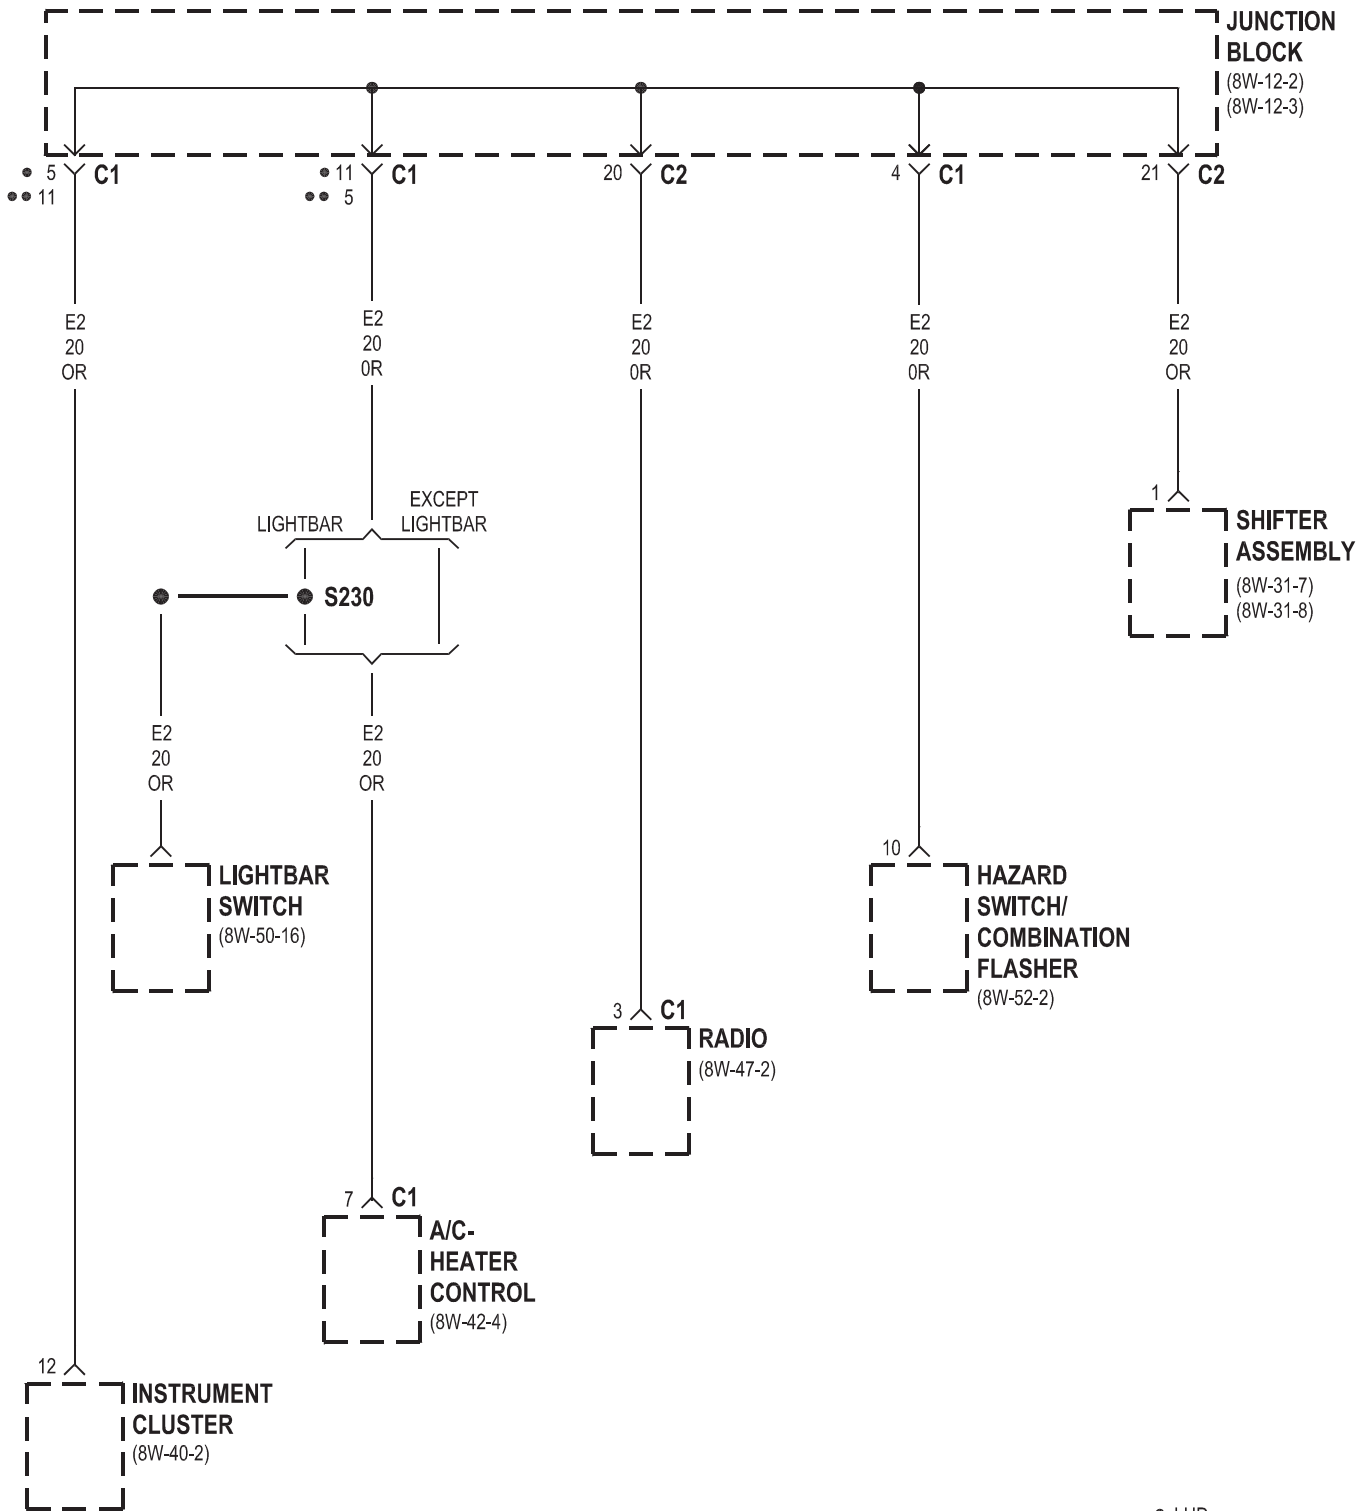 JUNCTION
BLOCK
(8W-12-2)
(8W-12-3)
• 5 C1
•• 11
• 11 C1
•• 5
20 C2
4 C1
21 C2
E2
20
OR
E2
20
0R
E2
20
0R
E2
20
0R
E2
20
OR
LIGHTBAR
EXCEPT
LIGHTBAR
S230
1
SHIFTER
ASSEMBLY
(8W-31-7)
(8W-31-8)
E2
20
OR
E2
20
OR
LIGHTBAR
SWITCH
(8W-50-16)
10
HAZARD
SWITCH/
COMBINATION
FLASHER
(8W-52-2)
3 C1
RADIO
(8W-47-2)
7 C1
A/C-
HEATER
CONTROL
(8W-42-4)
12
INSTRUMENT
CLUSTER
(8W-40-2)